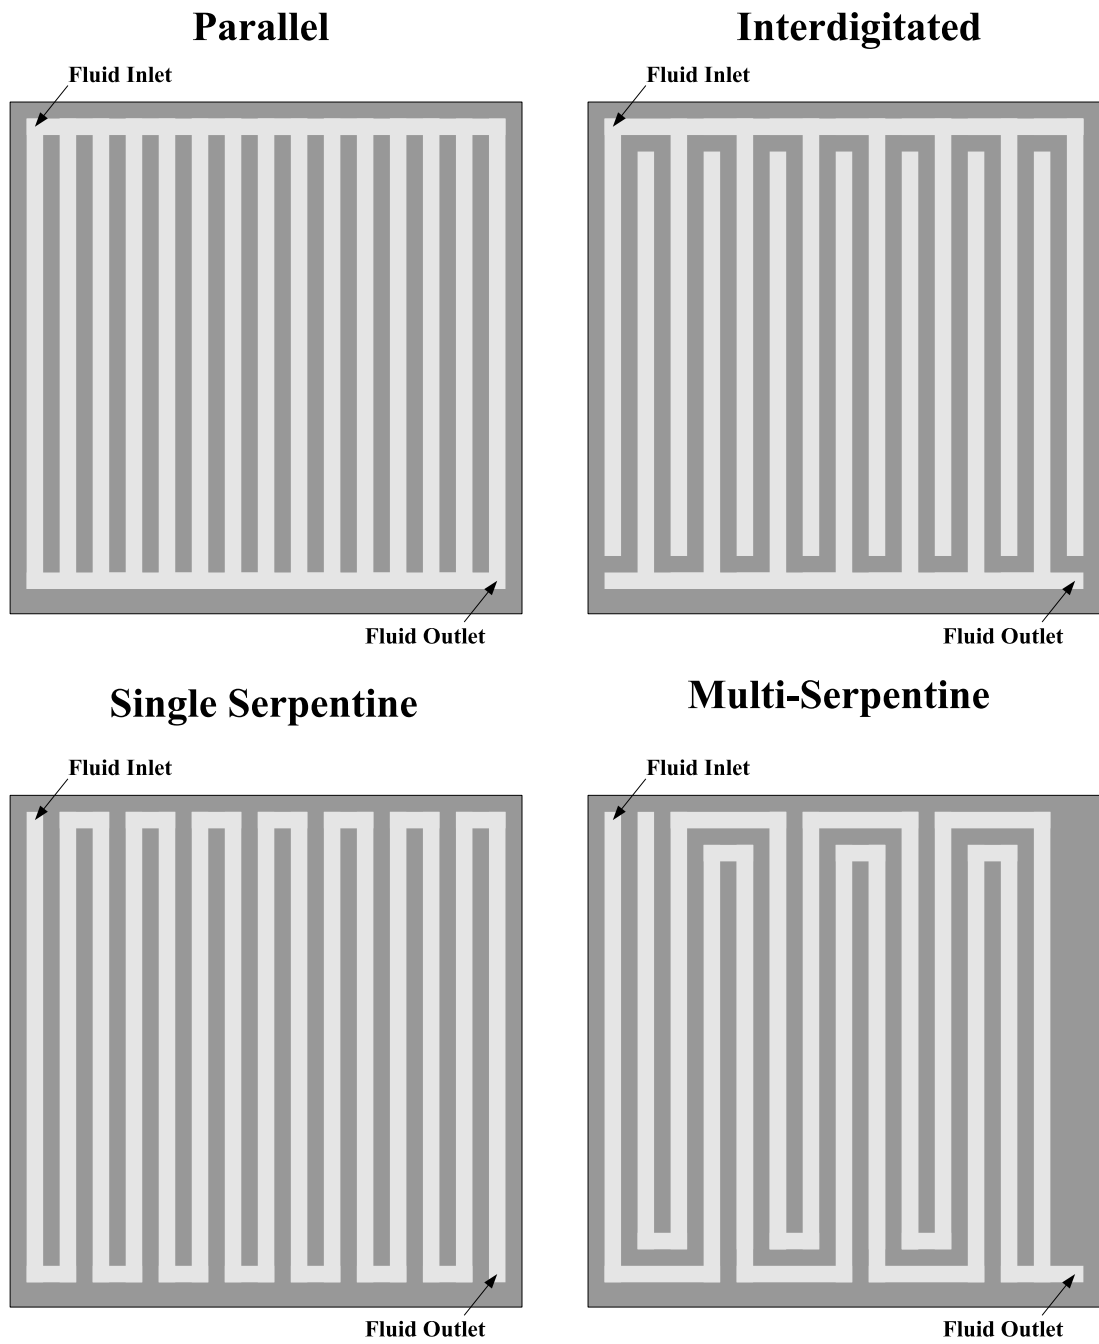 Parallel
Interdigitated
Fluid Inlet
Fluid Inlet
Fluid Outlet
Fluid Outlet
Single Serpentine
Multi-Serpentine
Fluid Inlet
Fluid Inlet
Fluid Outlet
Fluid Outlet